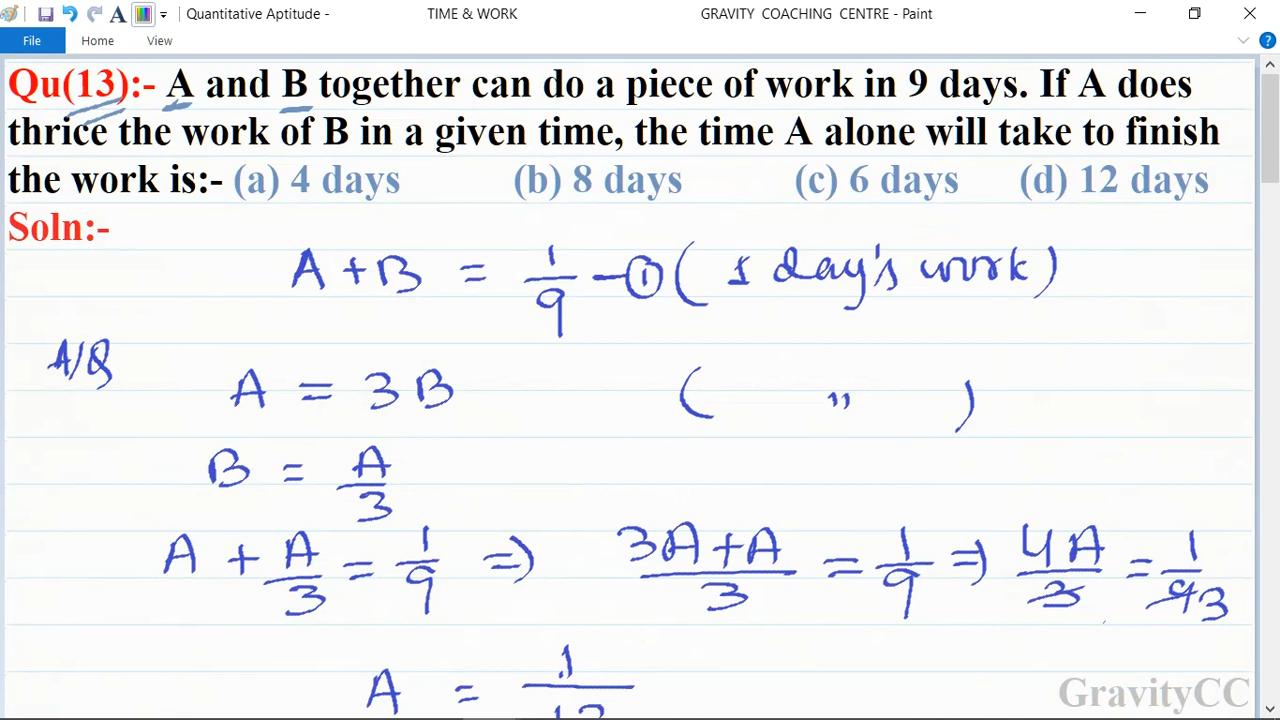 Quantitative Aptitude - TIME & WORK GRAVITY COACHING CENTRE - Paint
File Home View
Qu(13):- A and B together can do a piece of work in 9 days. If A does
thrice the work of B in a given time, the time A alone will take to finish
the work is:- (a) 4 days (b) 8 days (c) 6 days (d) 12 days
Soln:-
A + B = 1/9 - ① ( 1 day's work )
A/Q
A = 3B ( " )
B = A/3
A + A/3 = 1/9 => 3A + A/3 = 1/9 => 4A/3 = 1/93
A = 1/12
GravityCC